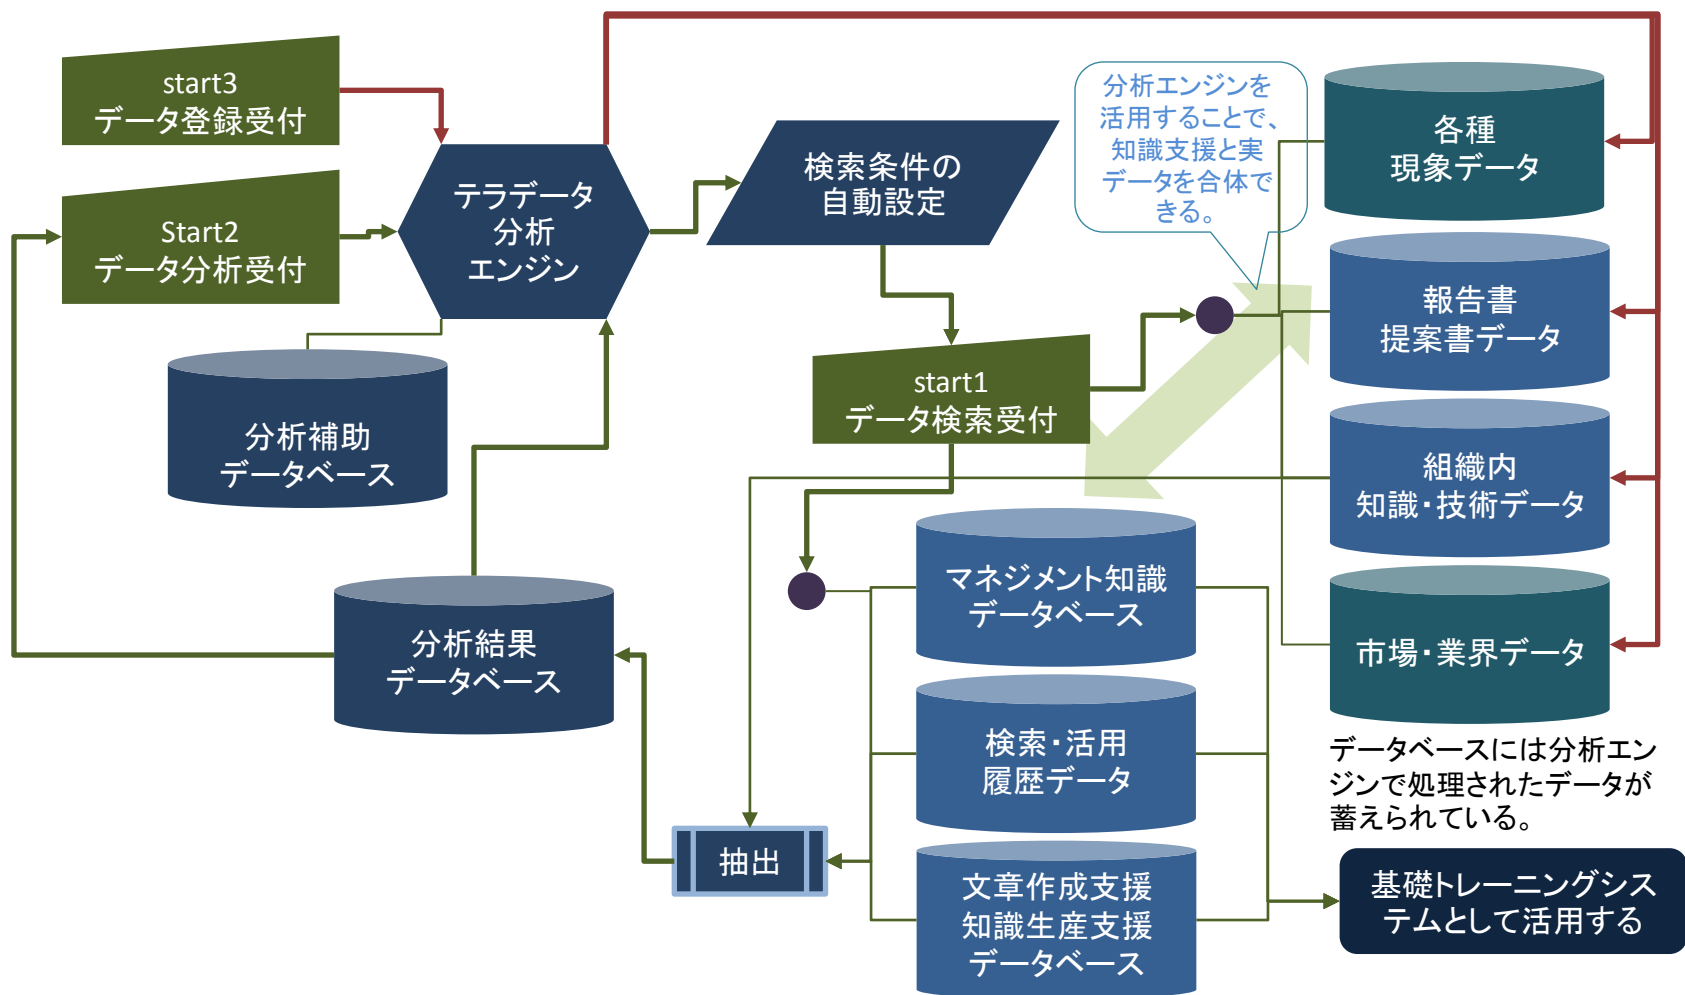 start3
データ登録受付
Start2
データ分析受付
テラデータ
分析
エンジン
検索条件の
自動設定
分析エンジンを
活用することで、
知識支援と実
データを合体で
きる。
各種
現象データ
報告書
提案書データ
組織内
知識・技術データ
市場・業界データ
データベースには分析エン
ジンで処理されたデータが
蓄えられている。
分析補助
データベース
start1
データ検索受付
マネジメント知識
データベース
検索・活用
履歴データ
文章作成支援
知識生産支援
データベース
分析結果
データベース
抽出
基礎トレーニングシス
テムとして活用する